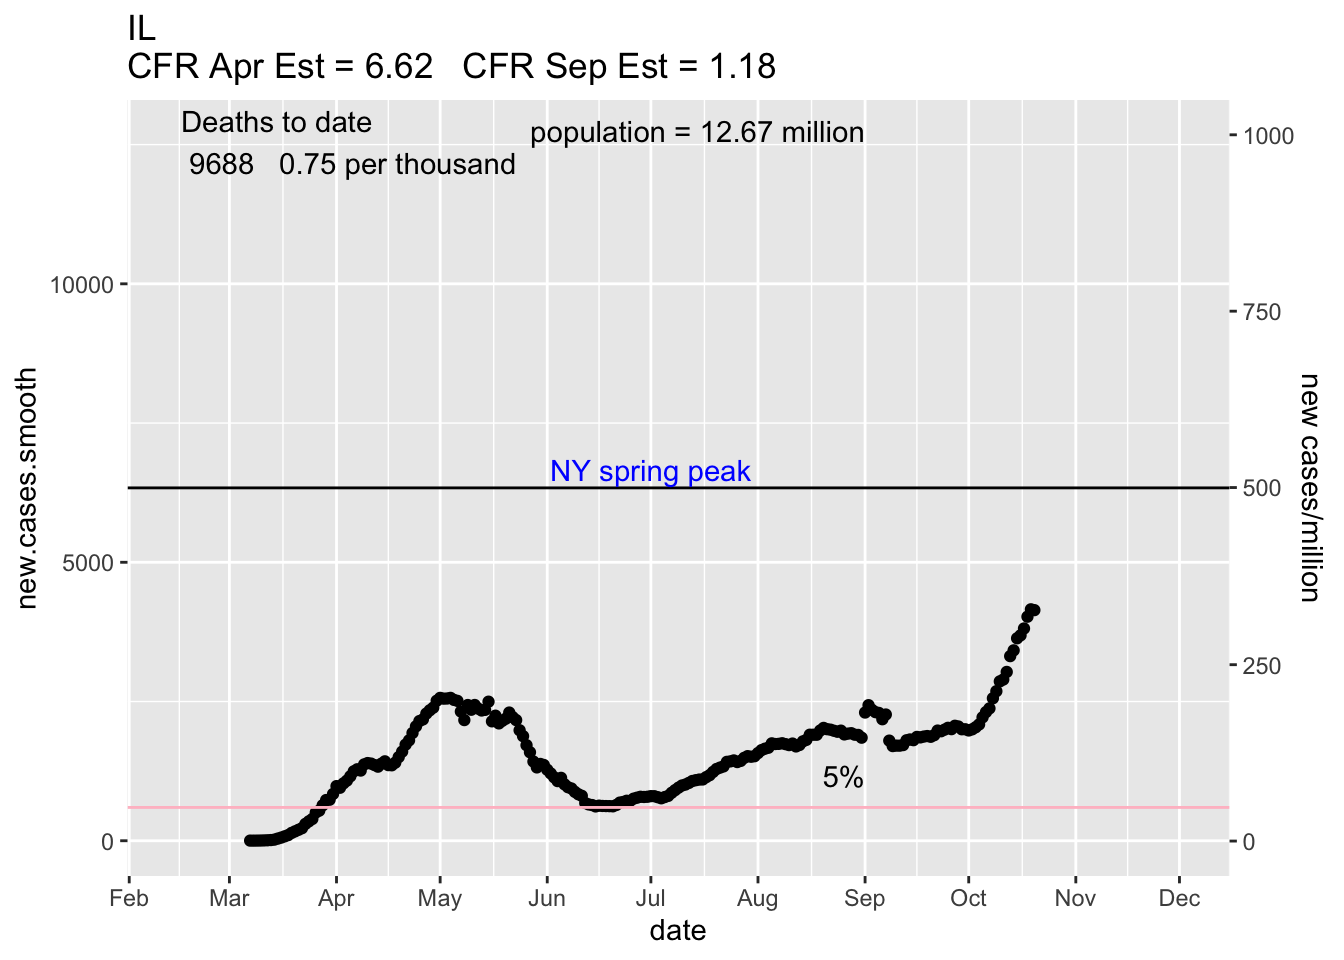 IL
CFR Apr Est = 6.62   CFR Sep Est = 1.18
Deaths to date
9688   0.75 per thousand
population = 12.67 million
1000
10000
750
new.cases.smooth
new cases/million
NY spring peak
500
5000
250
5%
0
0
Feb Mar Apr May Jun Jul Aug Sep Oct Nov Dec
date